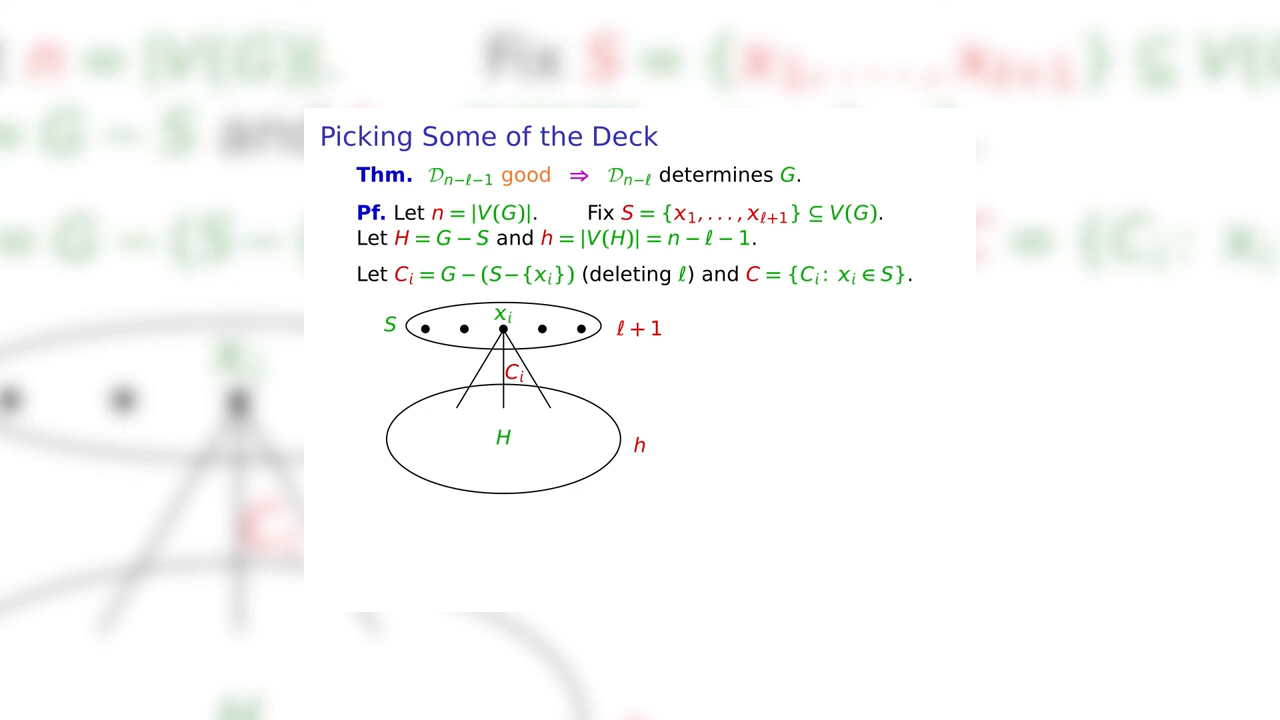 Picking Some of the Deck
Thm. 𝒟ₙ₋ℓ₋₁ good ⇒ 𝒟ₙ₋ℓ determines G.
Pf. Let n = |V(G)|. Fix S = {x₁, . . . , xℓ₊₁} ⊆ V(G).
Let H = G − S and h = |V(H)| = n − ℓ − 1.
Let Cᵢ = G − (S−{xᵢ}) (deleting ℓ) and C = {Cᵢ: xᵢ ∈ S}.
xᵢ
S
ℓ + 1
Cᵢ
H
h